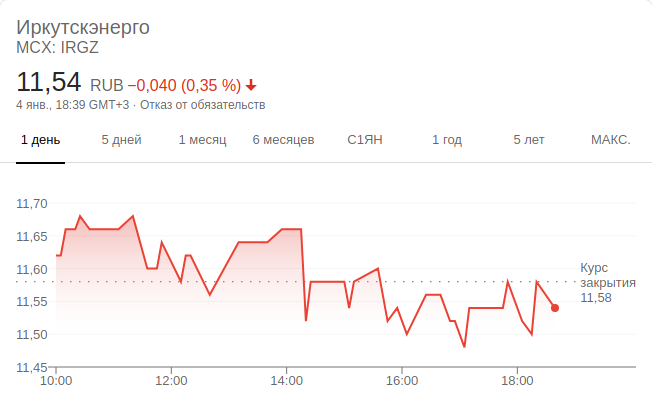 Иркутскэнерго
MCX: IRGZ
11,54 RUB −0,040 (0,35 %)
4 янв., 18:39 GMT+3 · Отказ от обязательств
1 день 5 дней 1 месяц 6 месяцев С1ЯН 1 год 5 лет МАКС.
11,70
11,65
11,60
11,55
11,50
11,45
Курс
закрытия
11,58
10:00 12:00 14:00 16:00 18:00